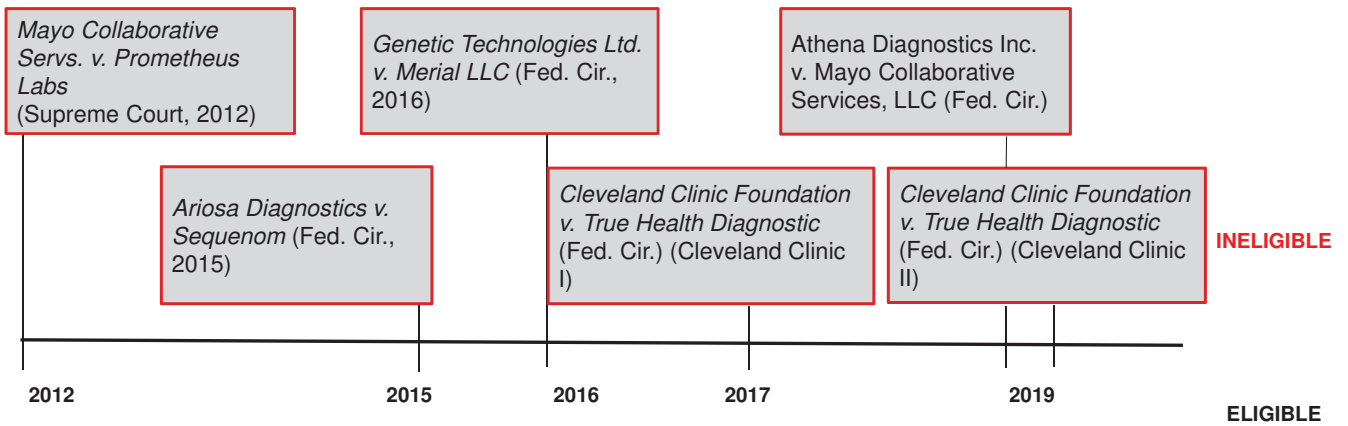 Mayo Collaborative
Servs. v. Prometheus
Labs
(Supreme Court, 2012)
Genetic Technologies Ltd.
v. Merial LLC (Fed. Cir.,
2016)
Athena Diagnostics Inc.
v. Mayo Collaborative
Services, LLC (Fed. Cir.)
Ariosa Diagnostics v.
Sequenom (Fed. Cir.,
2015)
Cleveland Clinic Foundation
v. True Health Diagnostic
(Fed. Cir.) (Cleveland Clinic
I)
Cleveland Clinic Foundation
v. True Health Diagnostic
(Fed. Cir.) (Cleveland Clinic
II)
INELIGIBLE
2012
2015
2016
2017
2019
ELIGIBLE